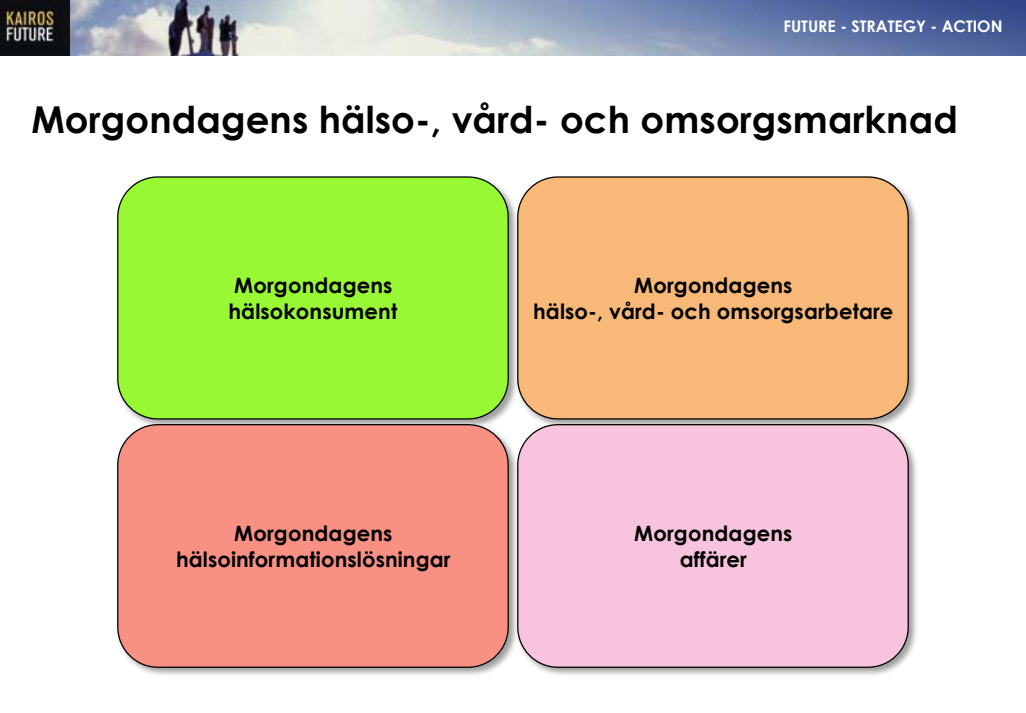 KAIROS
FUTURE
FUTURE - STRATEGY - ACTION
Morgondagens hälso-, vård- och omsorgsmarknad
Morgondagens
hälsokonsument
Morgondagens
hälso-, vård- och omsorgsarbetare
Morgondagens
hälsoinformationslösningar
Morgondagens
affärer